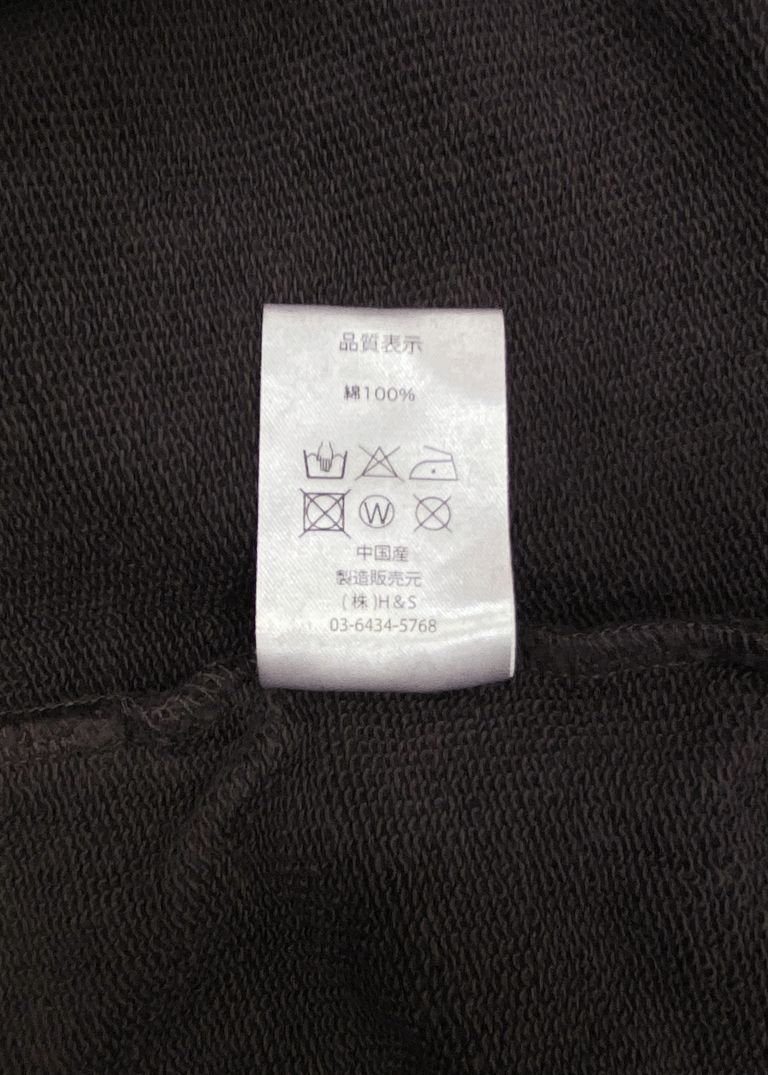 品質表示
綿100%
W
中国産
製造販売元
(株)H&S
03-6434-5768